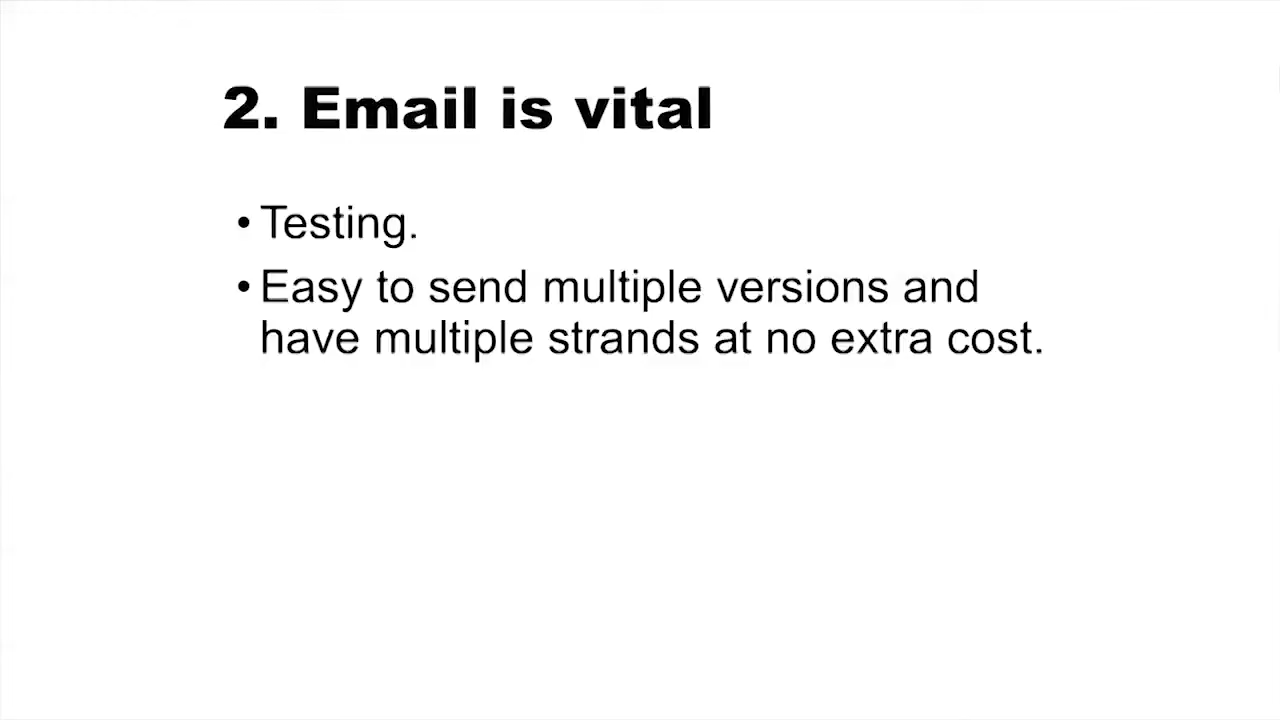 2. Email is vital
• Testing.
• Easy to send multiple versions and
have multiple strands at no extra cost.